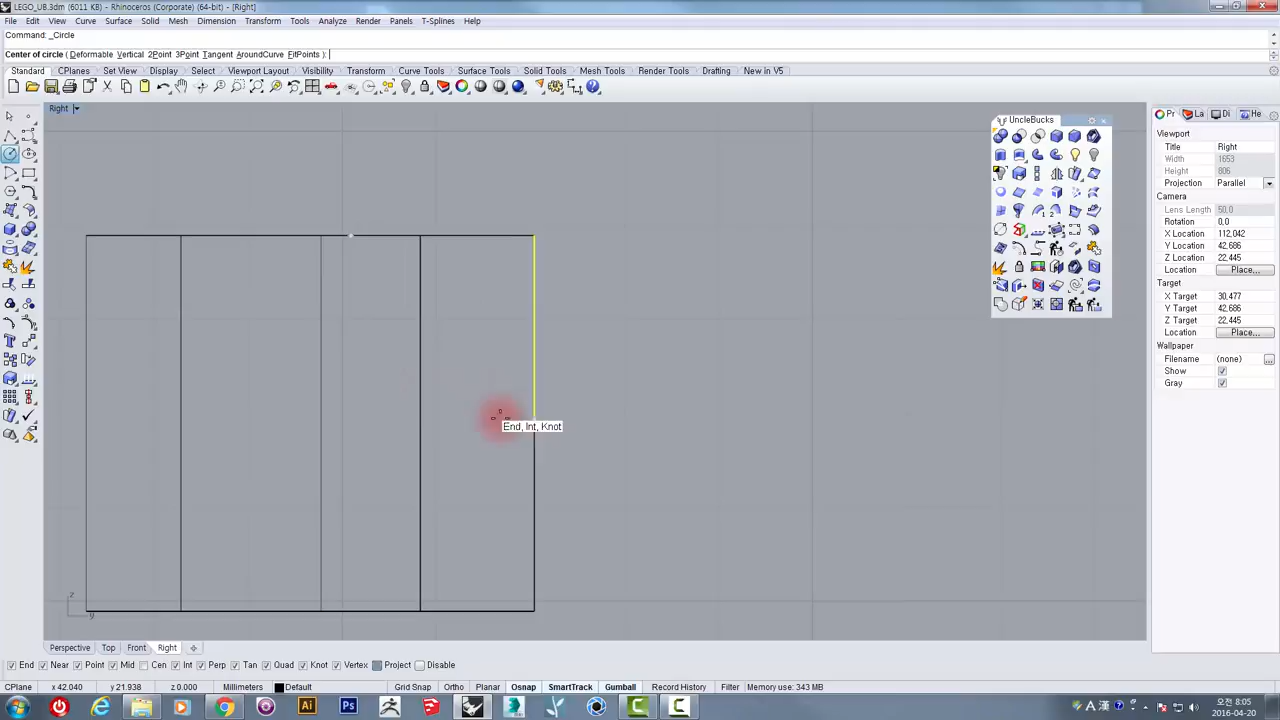 LEGO_UB.3dm (6011 KB) - Rhinoceros (Corporate) (64-bit) - [Right]
File Edit View Curve Surface Solid Mesh Dimension Transform Tools Analyze Render Panels T-Splines Help
Command: _Circle
Center of circle ( Deformable Vertical 2Point 3Point Tangent AroundCurve FitPoints ):
Standard CPlanes Set View Display Select Viewport Layout Visibility Transform Curve Tools Surface Tools Solid Tools Mesh Tools Render Tools Drafting New in V5
Right
UncleBucks
Pr La Di He
Viewport
Title Right
Width 1653
Height 806
Projection Parallel
Camera
Lens Length 50.0
Rotation 0.0
X Location 112,042
Y Location 42,686
Z Location 22,445
Location Place...
Target
X Target 30,477
Y Target 42,686
Z Target 22,445
Location Place...
Wallpaper
Filename (none) ...
Show
Gray
End, Int, Knot
z
y
Perspective Top Front Right
End Near Point Mid Cen Int Perp Tan Quad Knot Vertex Project Disable
CPlane x 42.040 y 21.938 z 0.000 Millimeters Default Grid Snap Ortho Planar Osnap SmartTrack Gumball Record History Filter Memory use: 343 MB
Ai Ps A 漢 오전 8:05
2016-04-20